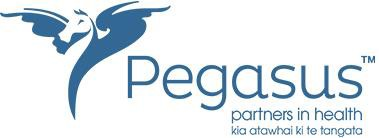 Pegasus™
partners in health
kia atawhai ki te tangata